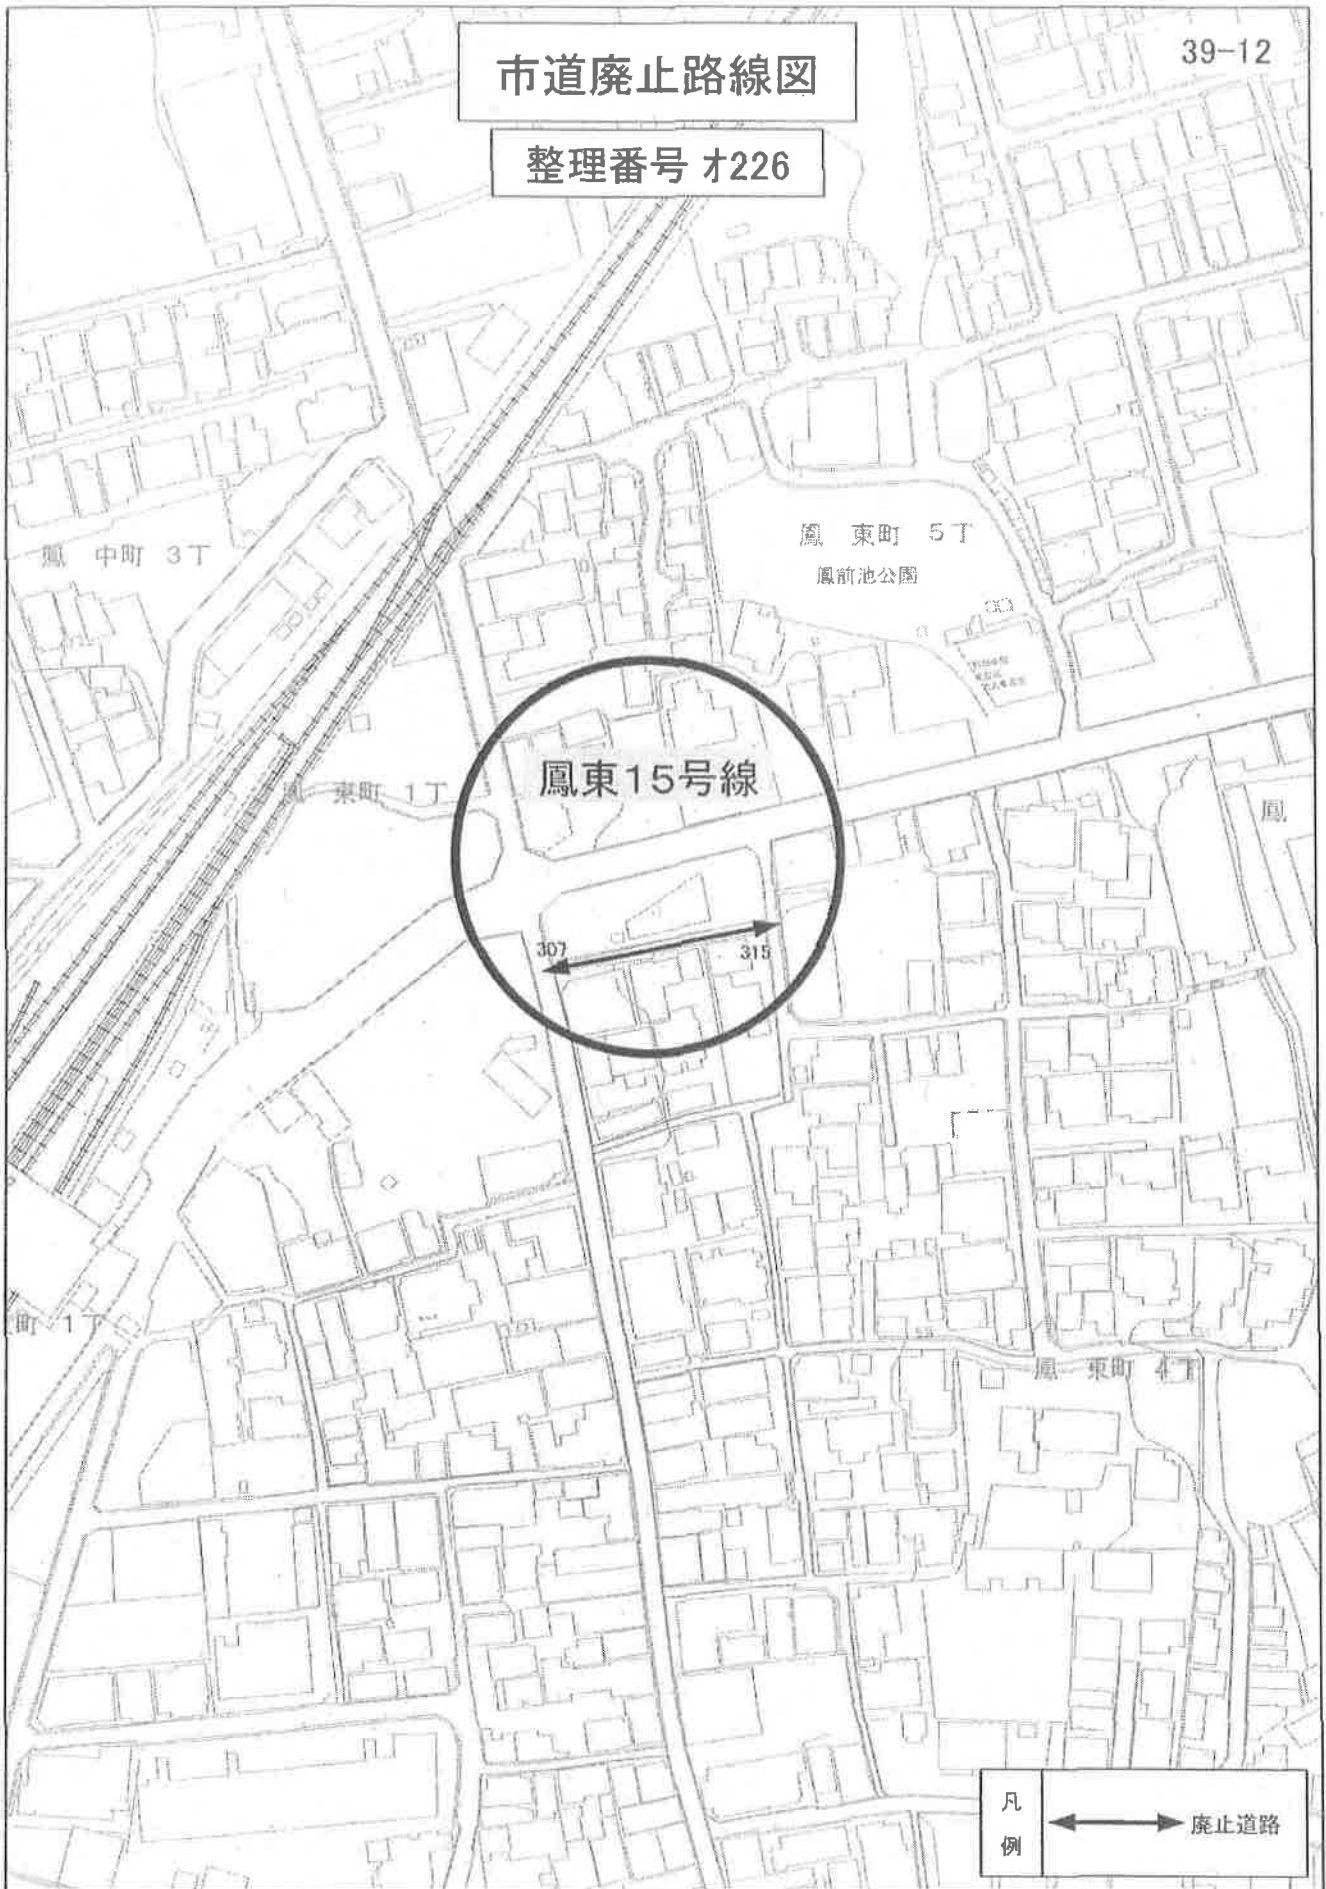 39-12
市道廃止路線図
整理番号 オ226
鳳 中町 3丁
鳳 東町 5丁
鳳前池公園
鳳東15号線
鳳 東町 1丁
鳳
307
315
町 1丁
鳳 東町 4丁
凡例
廃止道路